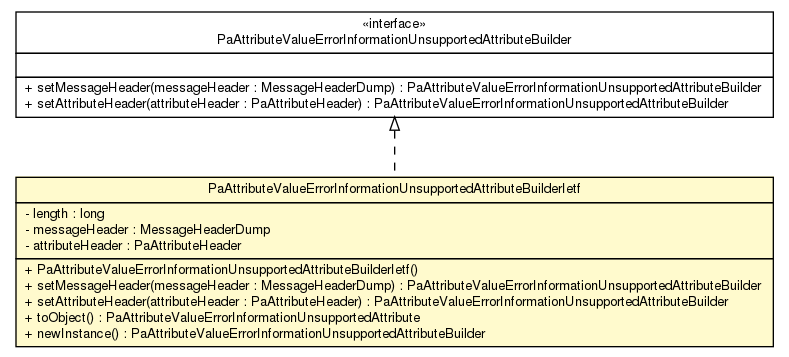 «interface»
PaAttributeValueErrorInformationUnsupportedAttributeBuilder
+ setMessageHeader(messageHeader : MessageHeaderDump) : PaAttributeValueErrorInformationUnsupportedAttributeBuilder
+ setAttributeHeader(attributeHeader : PaAttributeHeader) : PaAttributeValueErrorInformationUnsupportedAttributeBuilder
PaAttributeValueErrorInformationUnsupportedAttributeBuilderIetf
- length : long
- messageHeader : MessageHeaderDump
- attributeHeader : PaAttributeHeader
+ PaAttributeValueErrorInformationUnsupportedAttributeBuilderIetf()
+ setMessageHeader(messageHeader : MessageHeaderDump) : PaAttributeValueErrorInformationUnsupportedAttributeBuilder
+ setAttributeHeader(attributeHeader : PaAttributeHeader) : PaAttributeValueErrorInformationUnsupportedAttributeBuilder
+ toObject() : PaAttributeValueErrorInformationUnsupportedAttribute
+ newInstance() : PaAttributeValueErrorInformationUnsupportedAttributeBuilder